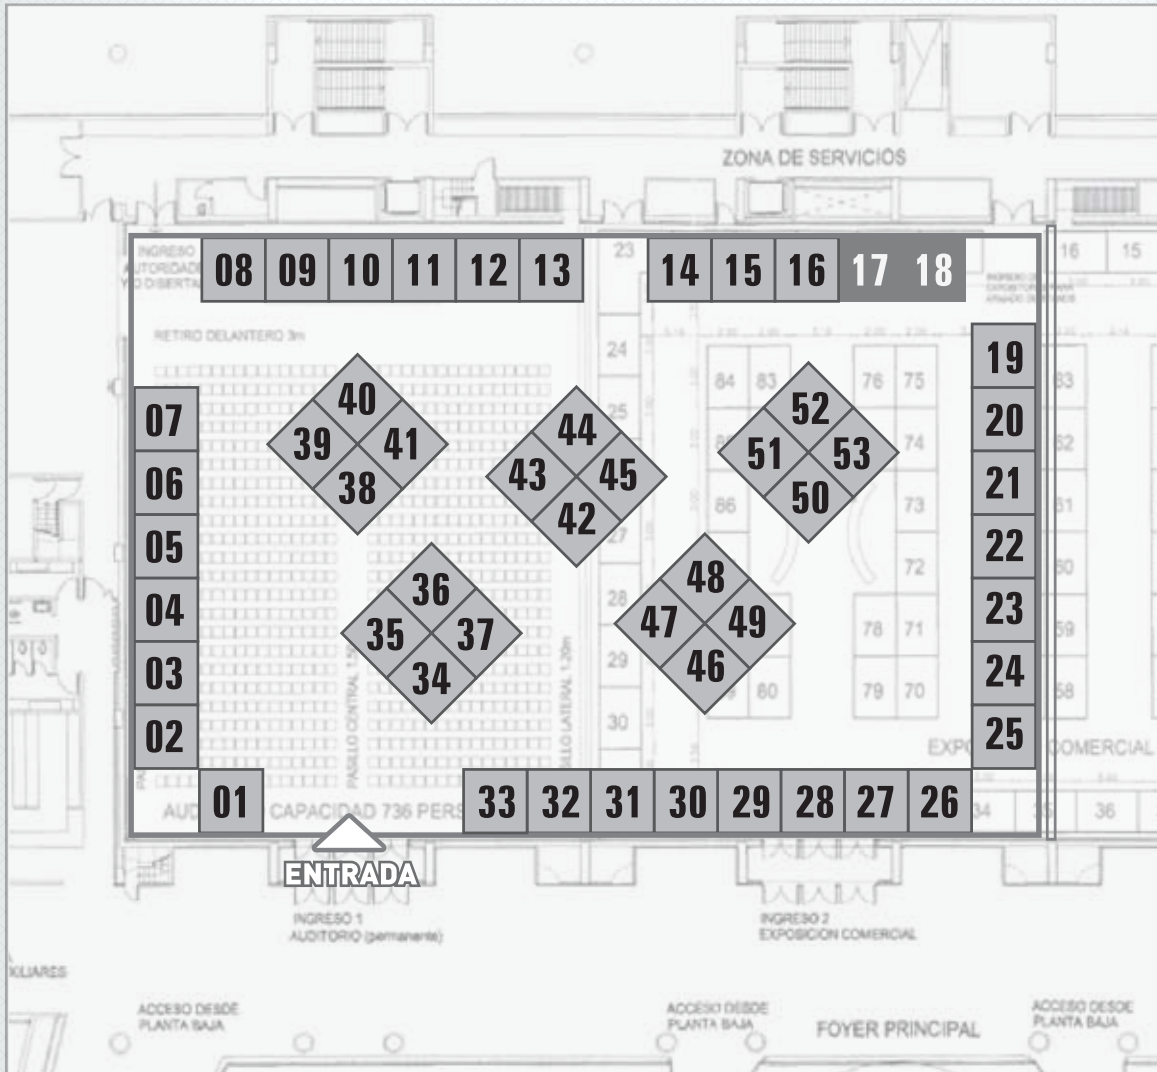 ZONA DE SERVICIOS
INGRESO
AUTORIDADE
Y/O DISERTA
08 09 10 11 12 13
23
14 15 16 17 18
16 15
RETIRO DELANTERO 3m
24
19
84 83
76 75
83
40
39 41
38
25
44
43 45
42
52
51 53
50
74
07
20
62
06
86
73
21
61
05
27
72
22
60
04
36
35 37
34
28
48
47 49
46
78 71
23
59
03
29
80
79 70
24
58
02
30
25
PASILLO CENTRAL
LATERAL 1.20m
EXPO
COMERCIAL
01
AUD
CAPACIDAD 736 PERS
33 32 31 30 29 28 27 26
34
36
ENTRADA
INGRESO 1
AUDITORIO (permanente)
INGRESO 2
EXPOSICION COMERCIAL
XILIARES
ACCESO DESDE
PLANTA BAJA
ACCESO DESDE
PLANTA BAJA
FOYER PRINCIPAL
ACCESO DESDE
PLANTA BAJA